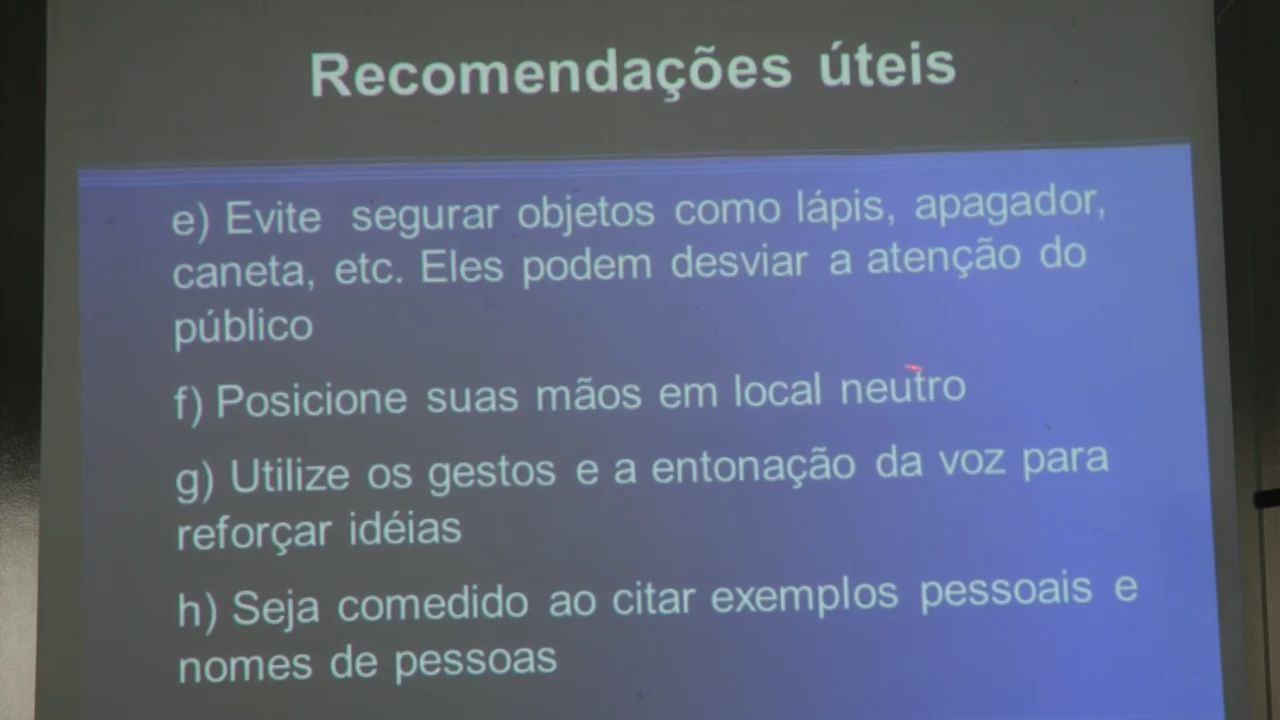 Recomendações úteis
e) Evite segurar objetos como lápis, apagador,
caneta, etc. Eles podem desviar a atenção do
público
f) Posicione suas mãos em local neutro
g) Utilize os gestos e a entonação da voz para
reforçar idéias
h) Seja comedido ao citar exemplos pessoais e
nomes de pessoas